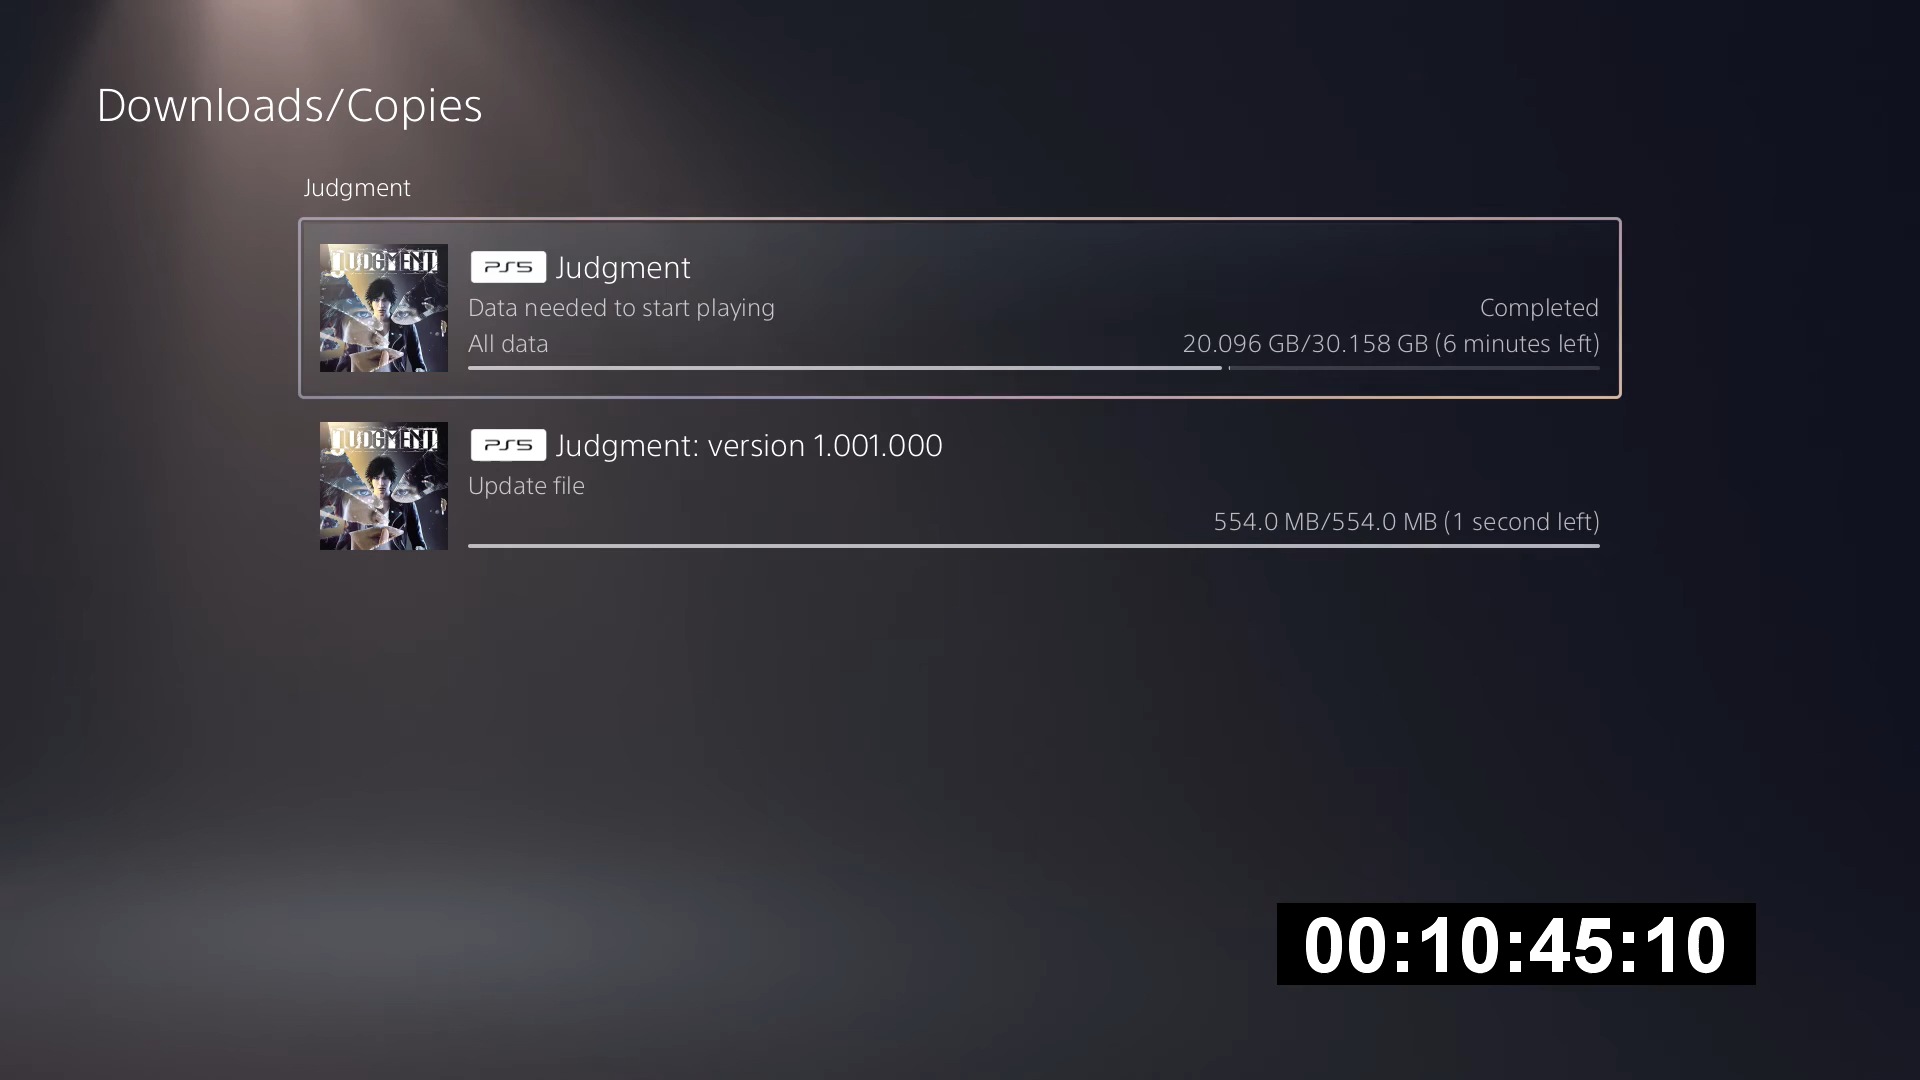 Downloads/Copies
Judgment
JUDGMENT
PS5 Judgment
Data needed to start playing
Completed
All data
20.096 GB/30.158 GB (6 minutes left)
JUDGMENT
PS5 Judgment: version 1.001.000
Update file
554.0 MB/554.0 MB (1 second left)
00:10:45:10